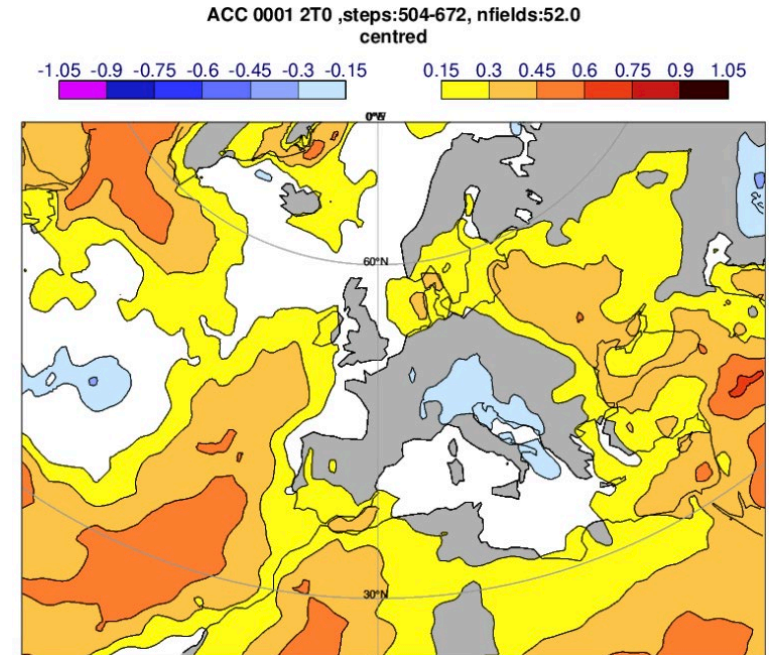 ACC 0001 2T0 ,steps:504-672, nfields:52.0
centred
-1.05 -0.9 -0.75 -0.6 -0.45 -0.3 -0.15
0.15 0.3 0.45 0.6 0.75 0.9 1.05
60°N
30°N